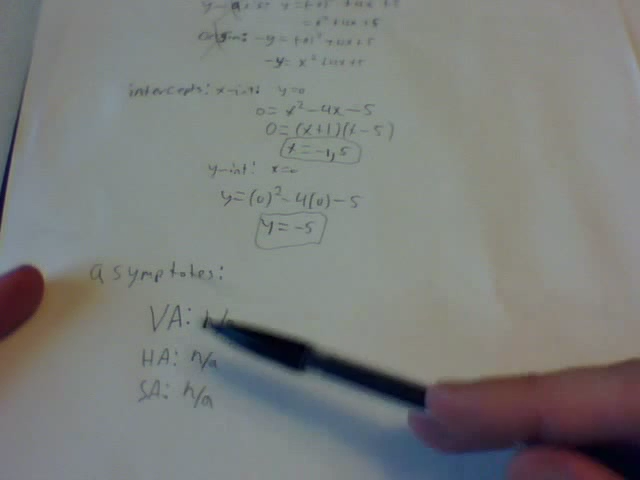 = x² + 4x + 5
-y = x² + 4x + 5
intercepts: x-int: y=0
0 = x² - 4x - 5
0 = (x+1)(x-5)
x = -1, 5
y-int: x=0
y = (0)² - 4(0) - 5
y = -5
asymptotes:
VA: n/a
HA: n/a
SA: n/a